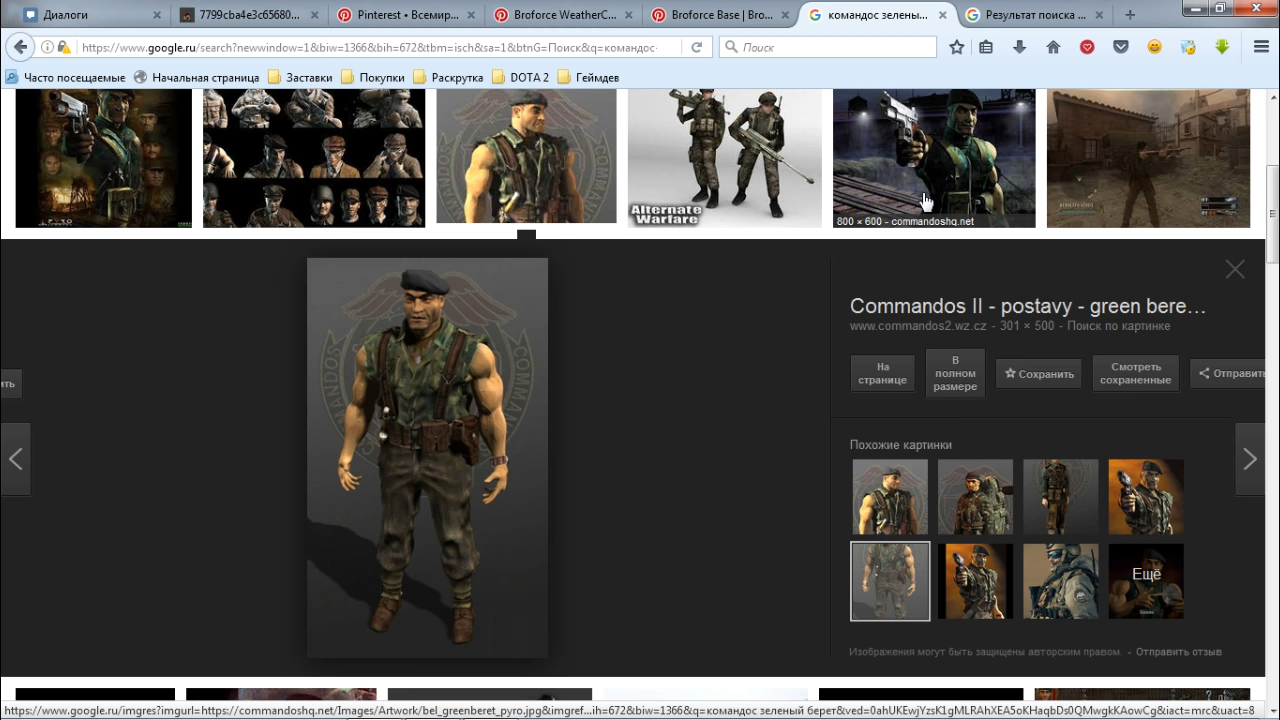 Диалоги
7799cba4e3c65680...
Pinterest • Всемир...
Broforce WeatherC...
Broforce Base | Bro...
командос зелены...
Результат поиска ...
https://www.google.ru/search?newwindow=1&biw=1366&bih=672&tbm=isch&sa=1&btnG=Поиск&q=командос-
Поиск
Часто посещаемые
Начальная страница
Заставки
Покупки
Раскрутка
DOTA 2
Геймдев
Alternate
Warfare
800 × 600 - commandoshq.net
COMMANDOS
Commandos II - postavy - green bere...
www.commandos2.wz.cz - 301 × 500 - Поиск по картинке
ить
На
странице
В
полном
размере
Сохранить
Смотреть
сохраненные
Отправить
Похожие картинки
Ещё
Изображения могут быть защищены авторским правом. - Отправить отзыв
https://www.google.ru/imgres?imgurl=https://commandoshq.net/Images/Artwork/bel_greenberet_pyro.jpg&imgref...ih=672&biw=1366&q=командос зеленый берет&ved=0ahUKEwjYzsK1gMLRAhXEA5oKHaqbDs0QMwgkKAowCg&iact=mrc&uact=8